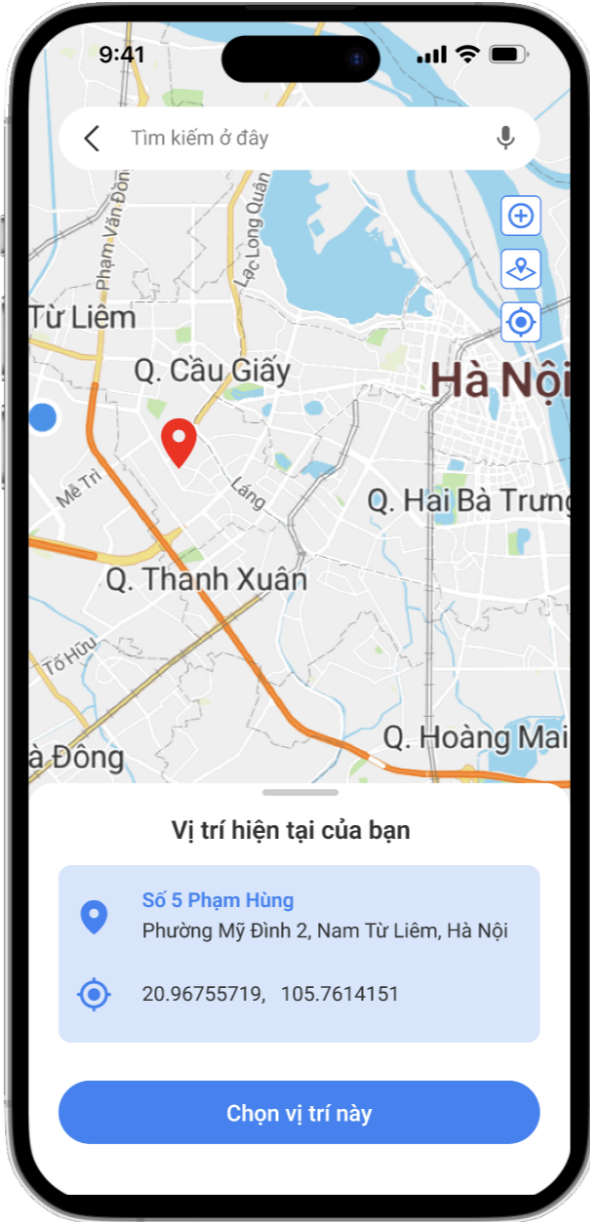 9:41
Tìm kiếm ở đây
Phạm Văn Đồn
Lạc Long Quân
Từ Liêm
Q. Cầu Giấy
Hà Nội
Mễ Trì
Láng
Q. Hai Bà Trưng
Q. Thanh Xuân
Tố Hữu
Q. Hoàng Mai
à Đông
Vị trí hiện tại của bạn
Số 5 Phạm Hùng
Phường Mỹ Đình 2, Nam Từ Liêm, Hà Nội
20.96755719, 105.7614151
Chọn vị trí này